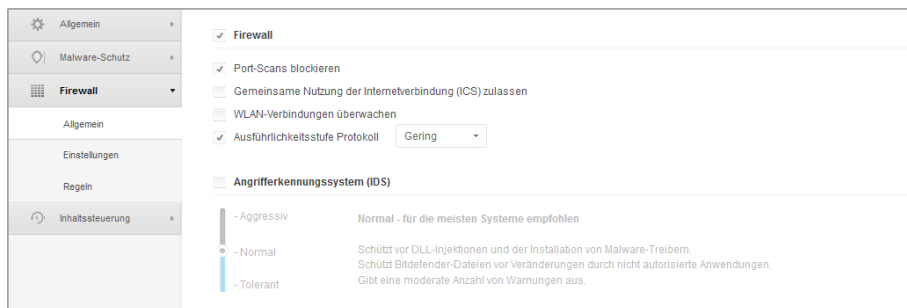 Allgemein
Malware-Schutz
Firewall
Allgemein
Einstellungen
Regeln
Inhaltssteuerung
Firewall
Port-Scans blockieren
Gemeinsame Nutzung der Internetverbindung (ICS) zulassen
WLAN-Verbindungen überwachen
Ausführlichkeitsstufe Protokoll Gering
Angrifferkennungssystem (IDS)
- Aggressiv
- Normal
- Tolerant
Normal - für die meisten Systeme empfohlen
Schützt vor DLL-Injektionen und der Installation von Malware-Treibern.
Schützt Bitdefender-Dateien vor Veränderungen durch nicht autorisierte Anwendungen.
Gibt eine moderate Anzahl von Warnungen aus.